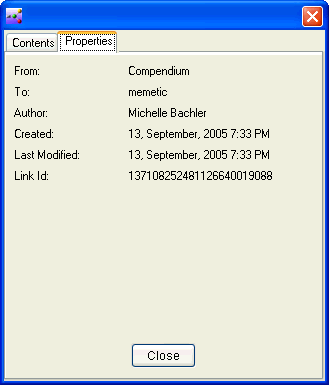 Contents Properties
From: Compendium
To: memetic
Author: Michelle Bachler
Created: 13, September, 2005 7:33 PM
Last Modified: 13, September, 2005 7:33 PM
Link Id: 137108252481126640019088
Close